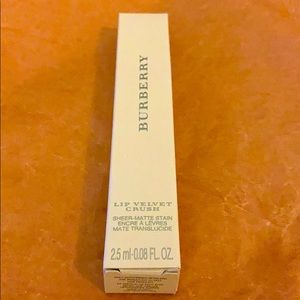 BURBERRY
LIP VELVET
CRUSH
SHEER-MATTE STAIN
ENCRE À LÈVRES
MATE TRANSLUCIDE
2.5 ml-0.08 FL. OZ.